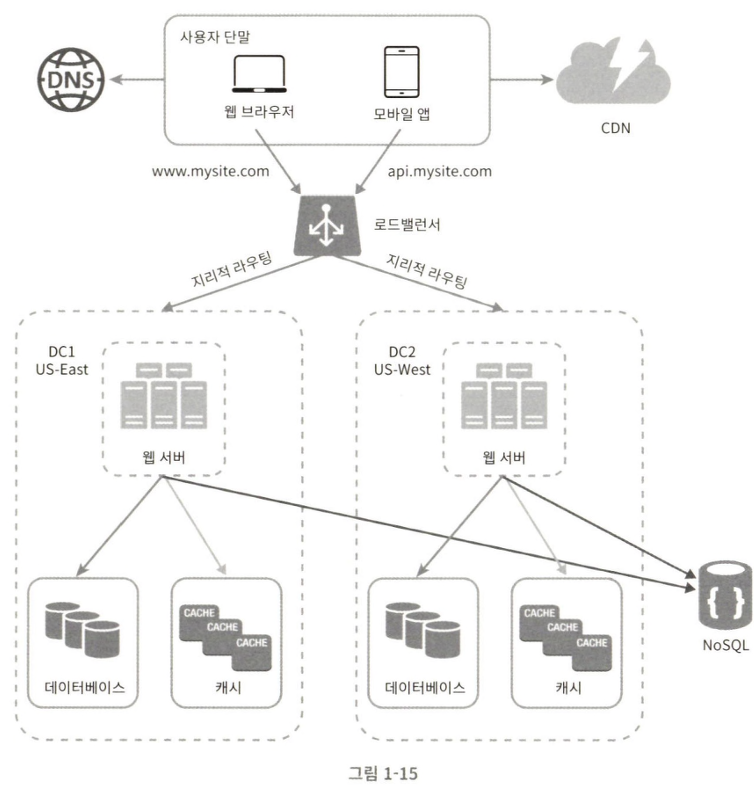 사용자 단말
DNS
웹 브라우저
모바일 앱
CDN
www.mysite.com
api.mysite.com
로드밸런서
지리적 라우팅
지리적 라우팅
DC1
US-East
웹 서버
DC2
US-West
웹 서버
CACHE
CACHE
CACHE
데이터베이스
캐시
CACHE
CACHE
CACHE
데이터베이스
캐시
{ }
NoSQL
그림 1-15